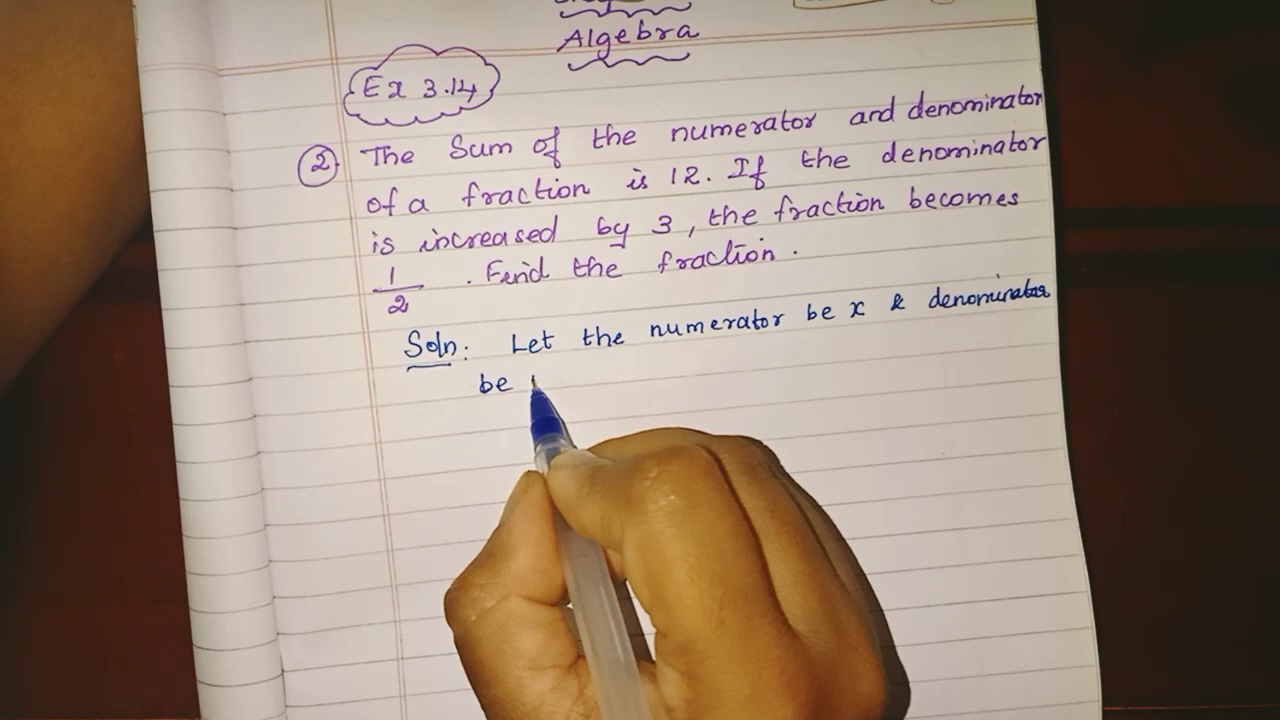 Algebra
Ex 3.14
2 The Sum of the numerator and denominator
of a fraction is 12. If the denominator
is increased by 3, the fraction becomes
1/2 . Find the fraction.
Soln: Let the numerator be x & denominator
be